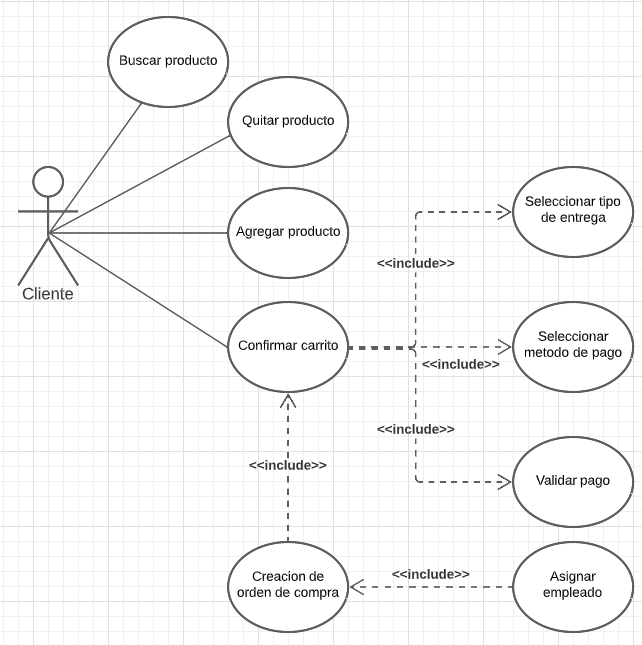 Buscar producto
Quitar producto
Agregar producto
Cliente
Confirmar carrito
Seleccionar tipo
de entrega
<<include>>
Seleccionar
metodo de pago
<<include>>
<<include>>
Validar pago
<<include>>
Creacion de
orden de compra
<<include>>
Asignar
empleado